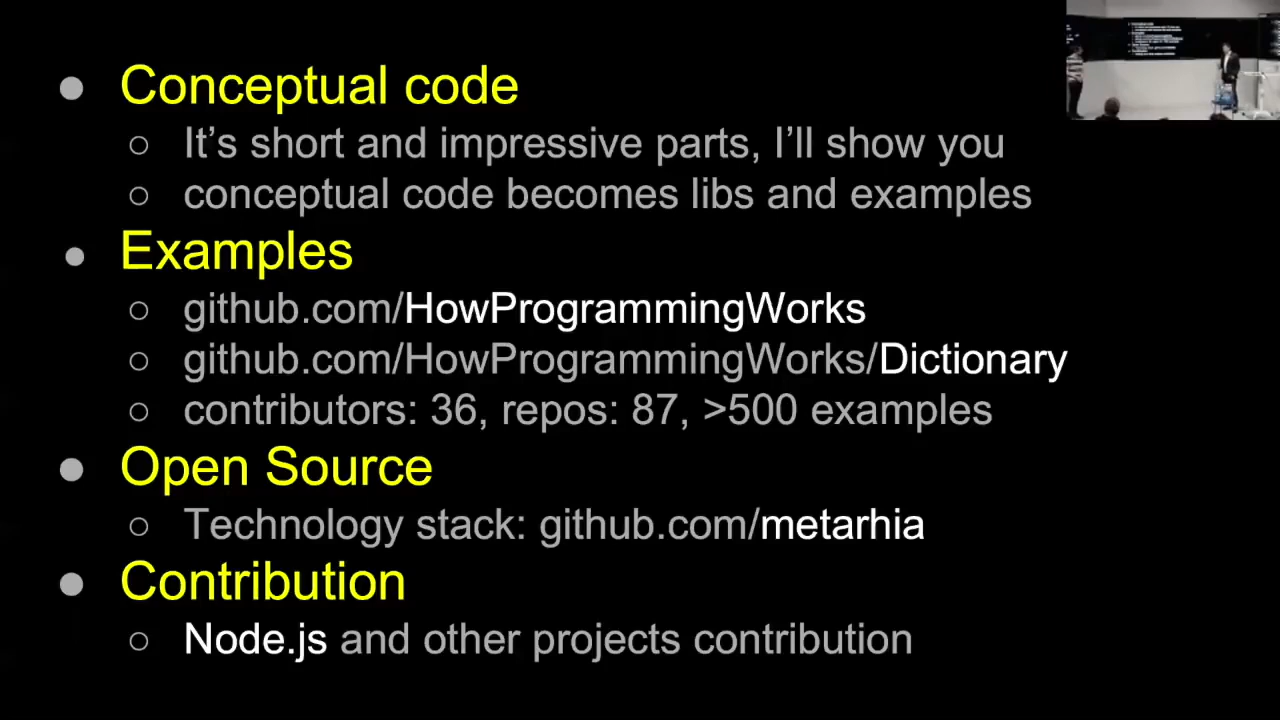 Conceptual code
It's short and impressive parts, I'll show you
conceptual code becomes libs and examples
Examples
github.com/HowProgrammingWorks
github.com/HowProgrammingWorks/Dictionary
contributors: 36, repos: 87, >500 examples
Open Source
Technology stack: github.com/metarhia
Contribution
Node.js and other projects contribution